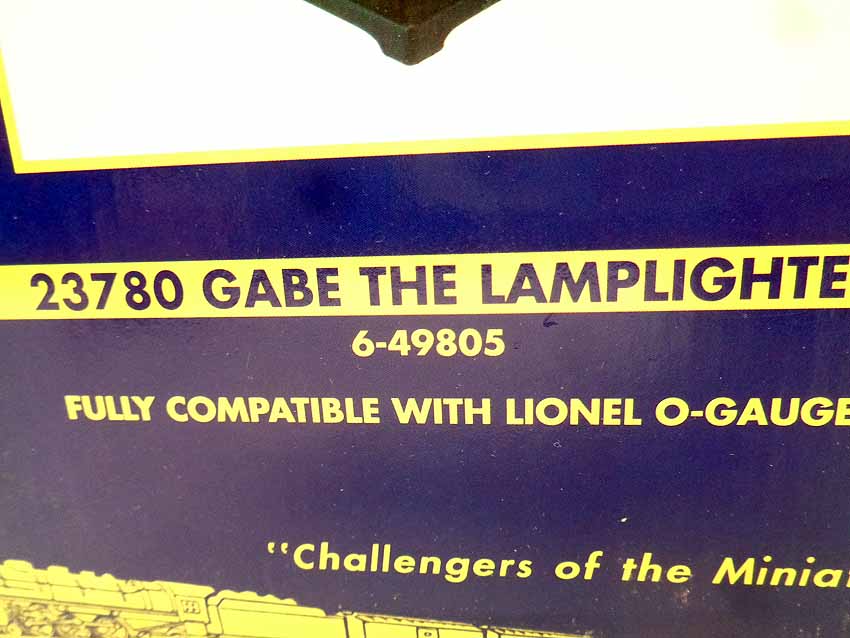 23780 GABE THE LAMPLIGHTE
6-49805
FULLY COMPATIBLE WITH LIONEL O-GAUGE
"Challengers of the Minia